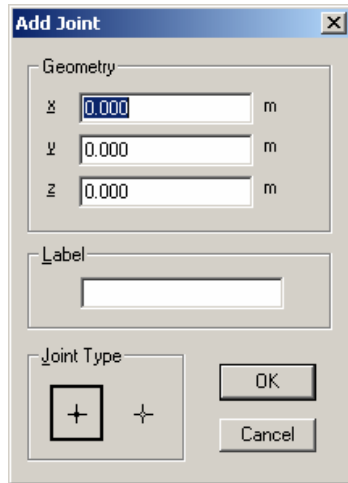 Add Joint
Geometry
x 0.000 m
y 0.000 m
z 0.000 m
Label
Joint Type
OK
Cancel